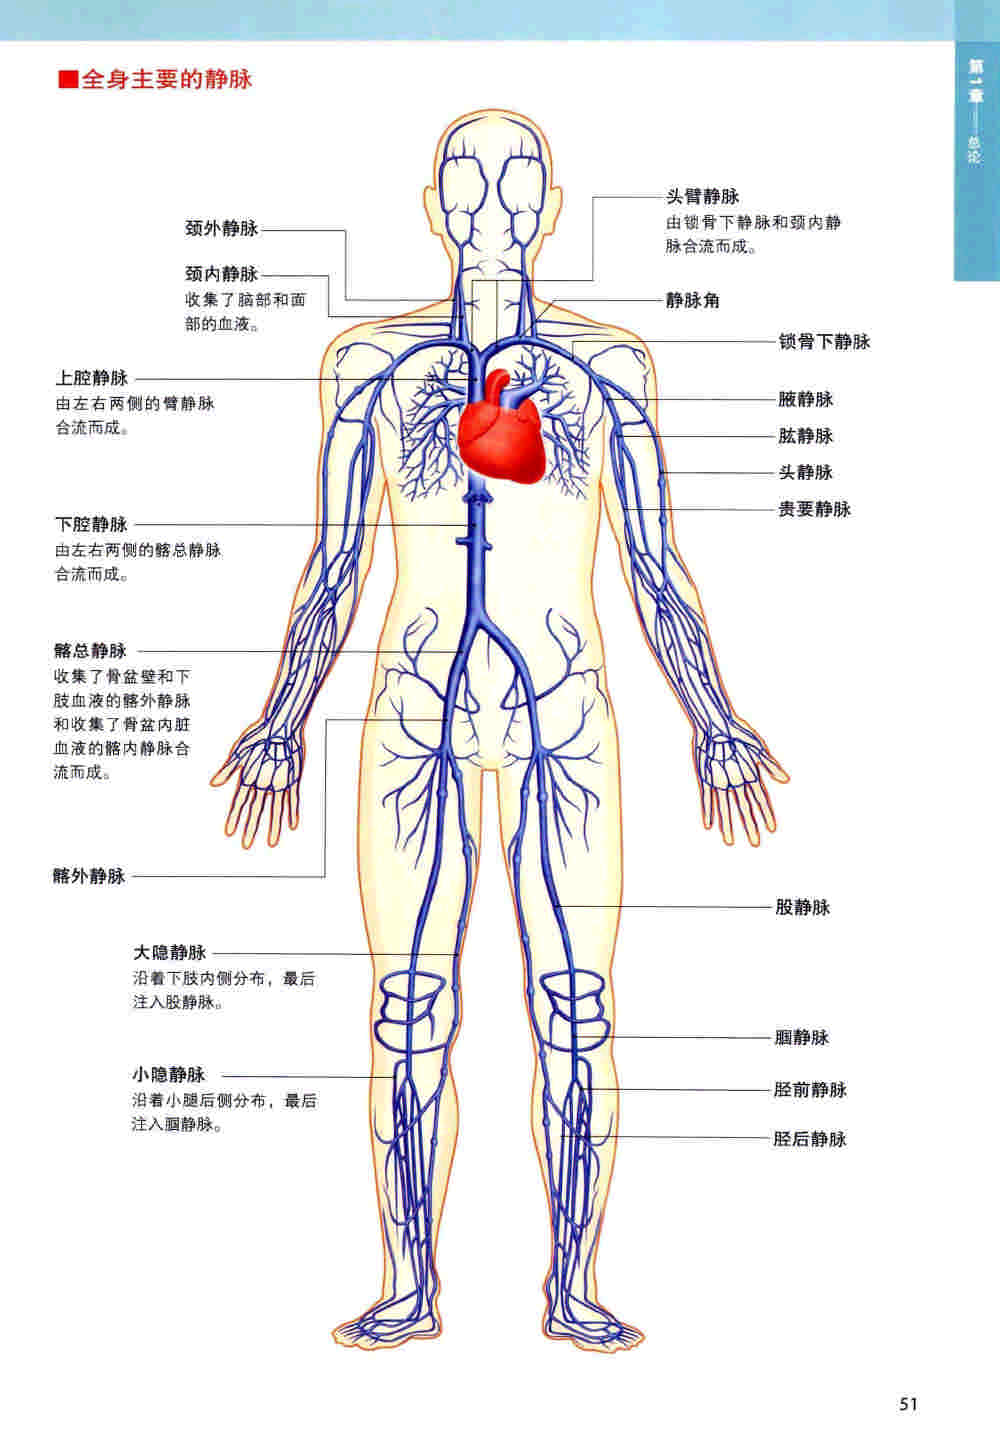 ■全身主要的静脉
第1章——总论
颈外静脉
颈内静脉
收集了脑部和面
部的血液。
上腔静脉
由左右两侧的臂静脉
合流而成。
下腔静脉
由左右两侧的髂总静脉
合流而成。
髂总静脉
收集了骨盆壁和下
肢血液的髂外静脉
和收集了骨盆内脏
血液的髂内静脉合
流而成。
髂外静脉
大隐静脉
沿着下肢内侧分布，最后
注入股静脉。
小隐静脉
沿着小腿后侧分布，最后
注入腘静脉。
头臂静脉
由锁骨下静脉和颈内静
脉合流而成。
静脉角
锁骨下静脉
腋静脉
肱静脉
头静脉
贵要静脉
股静脉
腘静脉
胫前静脉
胫后静脉
51